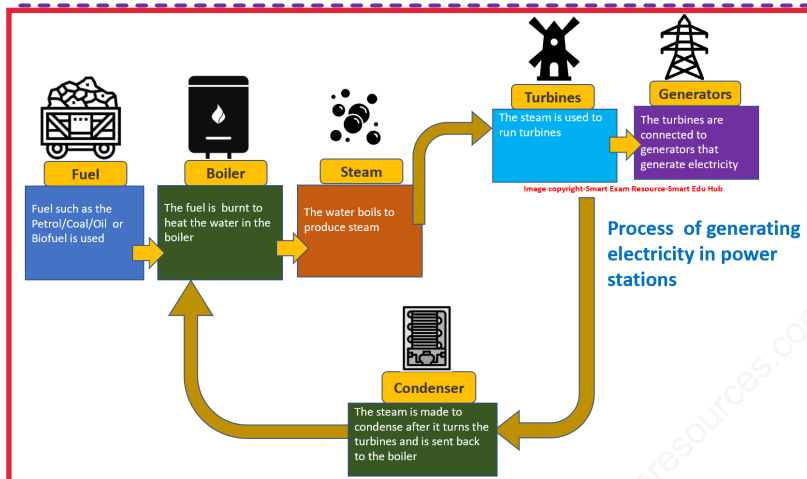 Fuel
Fuel such as the
Petrol/Coal/Oil or
Biofuel is used
Boiler
The fuel is burnt to
heat the water in the
boiler
Steam
The water boils to
produce steam
Turbines
The steam is used to
run turbines
Generators
The turbines are
connected to
generators that
generate electricity
Image copyright-Smart Exam Resource-Smart Edu Hub
Process of generating
electricity in power
stations
Condenser
The steam is made to
condense after it turns the
turbines and is sent back
to the boiler